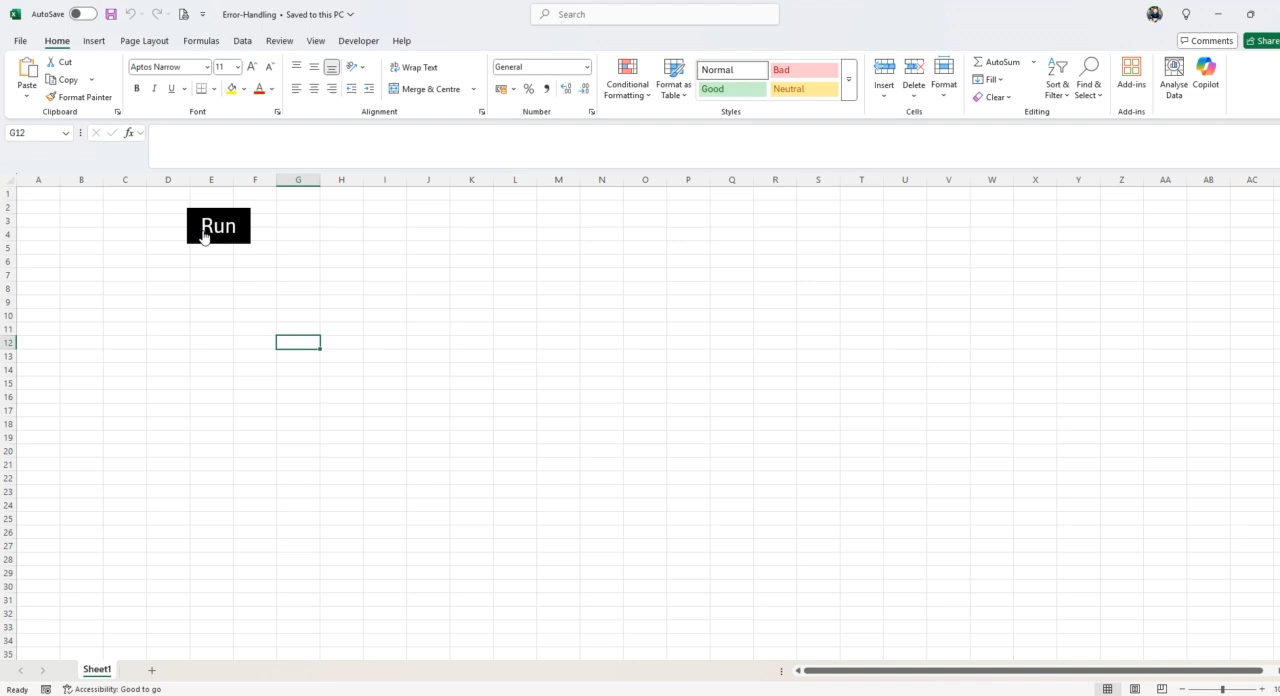 AutoSave Error-Handling • Saved to this PC Search
File Home Insert Page Layout Formulas Data Review View Developer Help Comments Share
Paste Cut Copy Format Painter Clipboard
Aptos Narrow 11 B I U A Font
Wrap Text Merge & Centre Alignment
General % Number
Conditional Formatting Format as Table Normal Bad Good Neutral Styles
Insert Delete Format Cells
AutoSum Fill Clear Sort & Filter Find & Select Editing
Add-ins Add-ins
Analyse Data Copilot
G12 fx
A B C D E F G H I J K L M N O P Q R S T U V W X Y Z AA AB AC
1
2
3
4
Run
5
6
7
8
9
10
11
12
13
14
15
16
17
18
19
20
21
22
23
24
25
26
27
28
29
30
31
32
33
34
35
Sheet1
Ready Accessibility: Good to go